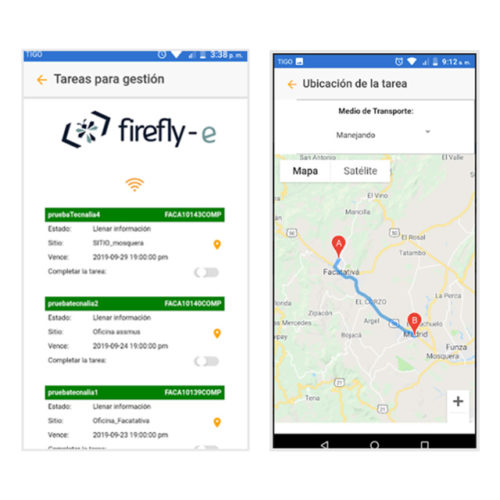 TIGO 3:38 p.m.
Tareas para gestión
firefly-e
pruebaTecnalia4 FACA10143COMP
Estado: Llenar información
Sitio: SITIO_mosquera
Vence: 2019-09-29 19:00:00 pm
Completar la tarea:
pruebatecnalia2 FACA10140COMP
Estado: Llenar información
Sitio: Oficina assmus
Vence: 2019-09-24 19:00:00 pm
Completar la tarea:
pruebatecnalia1 FACA10139COMP
Estado: Llenar información
Sitio: Oficina_Facatativa
Vence: 2019-09-23 19:00:00 pm
Completar la tarea:
TIGO 9:12 a.m.
Ubicación de la tarea
Medio de Transporte:
Manejando
San Antonio
El Valle
Mapa Satélite
El Vino
Mancilla
50
El Rosal
A
Tambato
Facatativá
EL CORZO
La Perca
Zipacón
B
Mercedes
Argel
Madrid
Bojacá
Funza
Mosquera
21
Tena
21
+